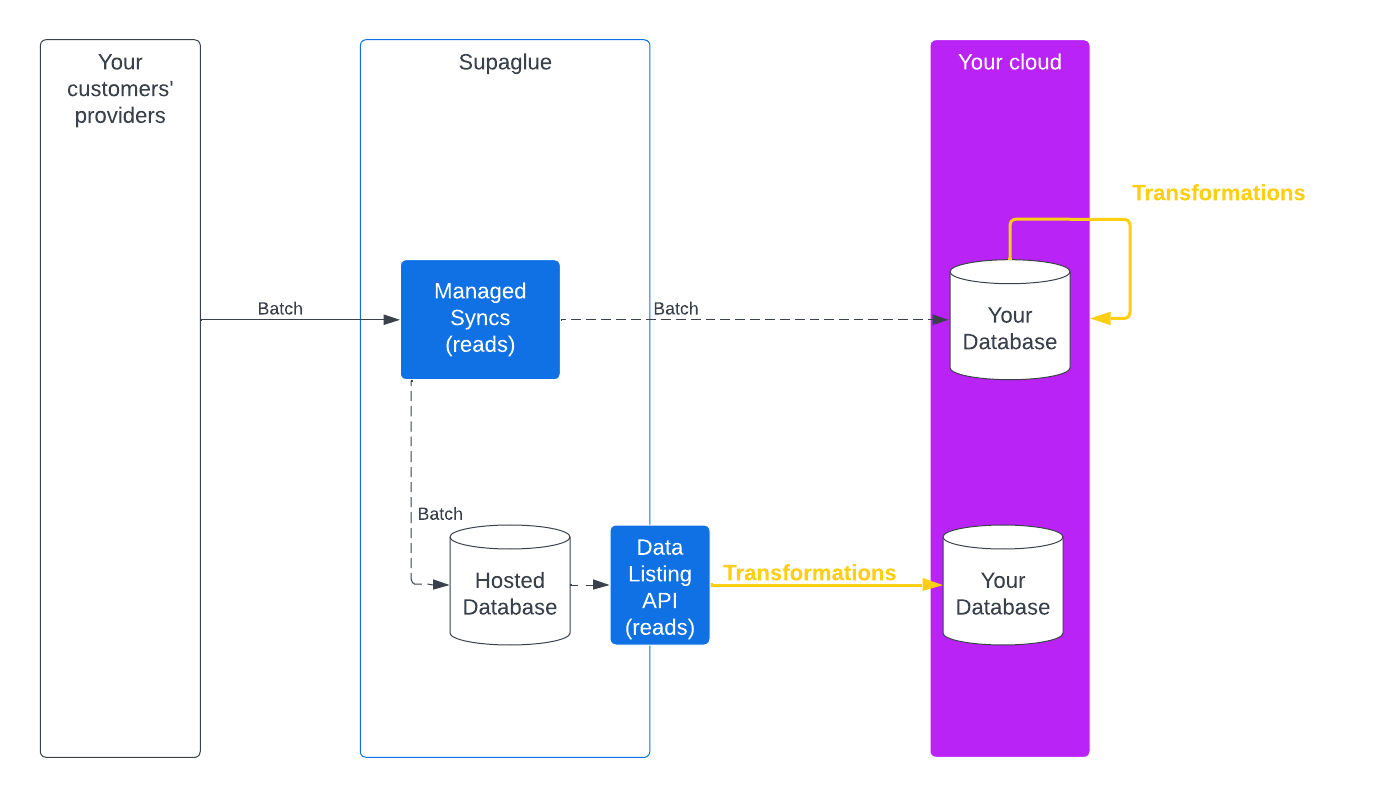 Your
customers'
providers
Supaglue
Your cloud
Transformations
Batch
Managed
Syncs
(reads)
Batch
Your
Database
Batch
Hosted
Database
Data
Listing
API
(reads)
Transformations
Your
Database